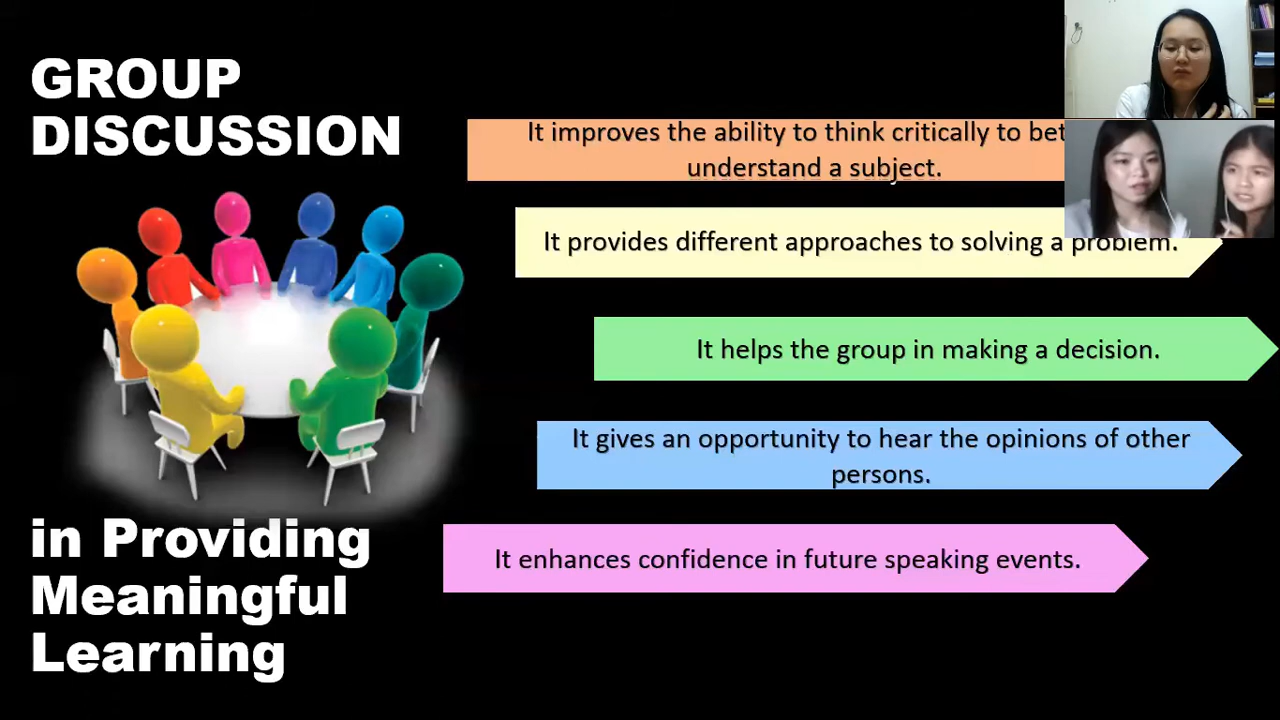 GROUP
DISCUSSION
It improves the ability to think critically to
understand a subject.
It provides different approaches to solving a problem.
It helps the group in making a decision.
It gives an opportunity to hear the opinions of other
persons.
It enhances confidence in future speaking events.
in Providing
Meaningful
Learning